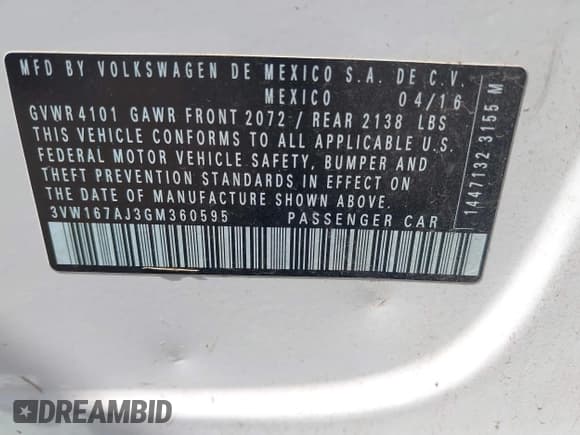 MFD BY VOLKSWAGEN DE MEXICO S.A. DE C.V.
MEXICO 04/16
GVWR 4101 GAWR FRONT 2072 / REAR 2138 LBS
THIS VEHICLE CONFORMS TO ALL APPLICABLE U.S.
FEDERAL MOTOR VEHICLE SAFETY, BUMPER AND
THEFT PREVENTION STANDARDS IN EFFECT ON
THE DATE OF MANUFACTURE SHOWN ABOVE.
3VW167AJ3GM360595 PASSENGER CAR
1447132 3155 M
DREAMBID